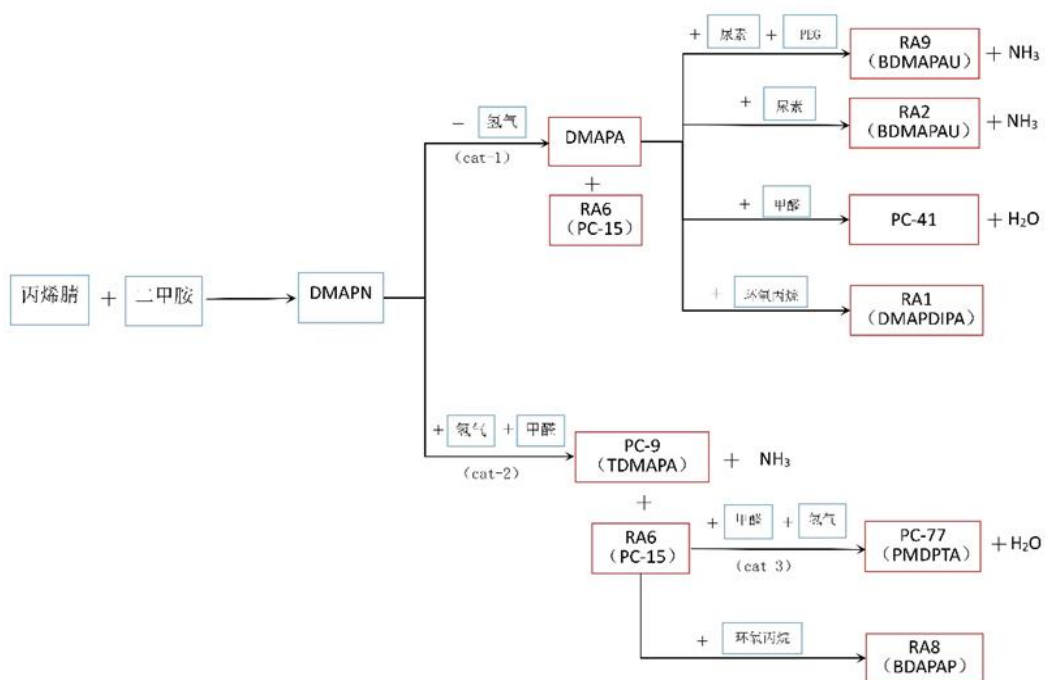 + 尿素 + PEG
RA9
(BDMAPAU)
+ NH₃
+ 尿素
RA2
(BDMAPAU)
+ NH₃
- 氢气
(cat-1)
DMAPA
+
RA6
(PC-15)
+ 甲醛
PC-41
+ H₂O
+ 环氧丙烷
RA1
(DMAPDIPA)
丙烯腈 + 二甲胺
DMAPN
+ 氢气 + 甲醛
(cat-2)
PC-9
(TDMAPA)
+ NH₃
+
RA6
(PC-15)
+ 甲醛 + 氢气
(cat 3)
PC-77
(PMDPTA)
+ H₂O
+ 环氧丙烷
RA8
(BDAPAP)